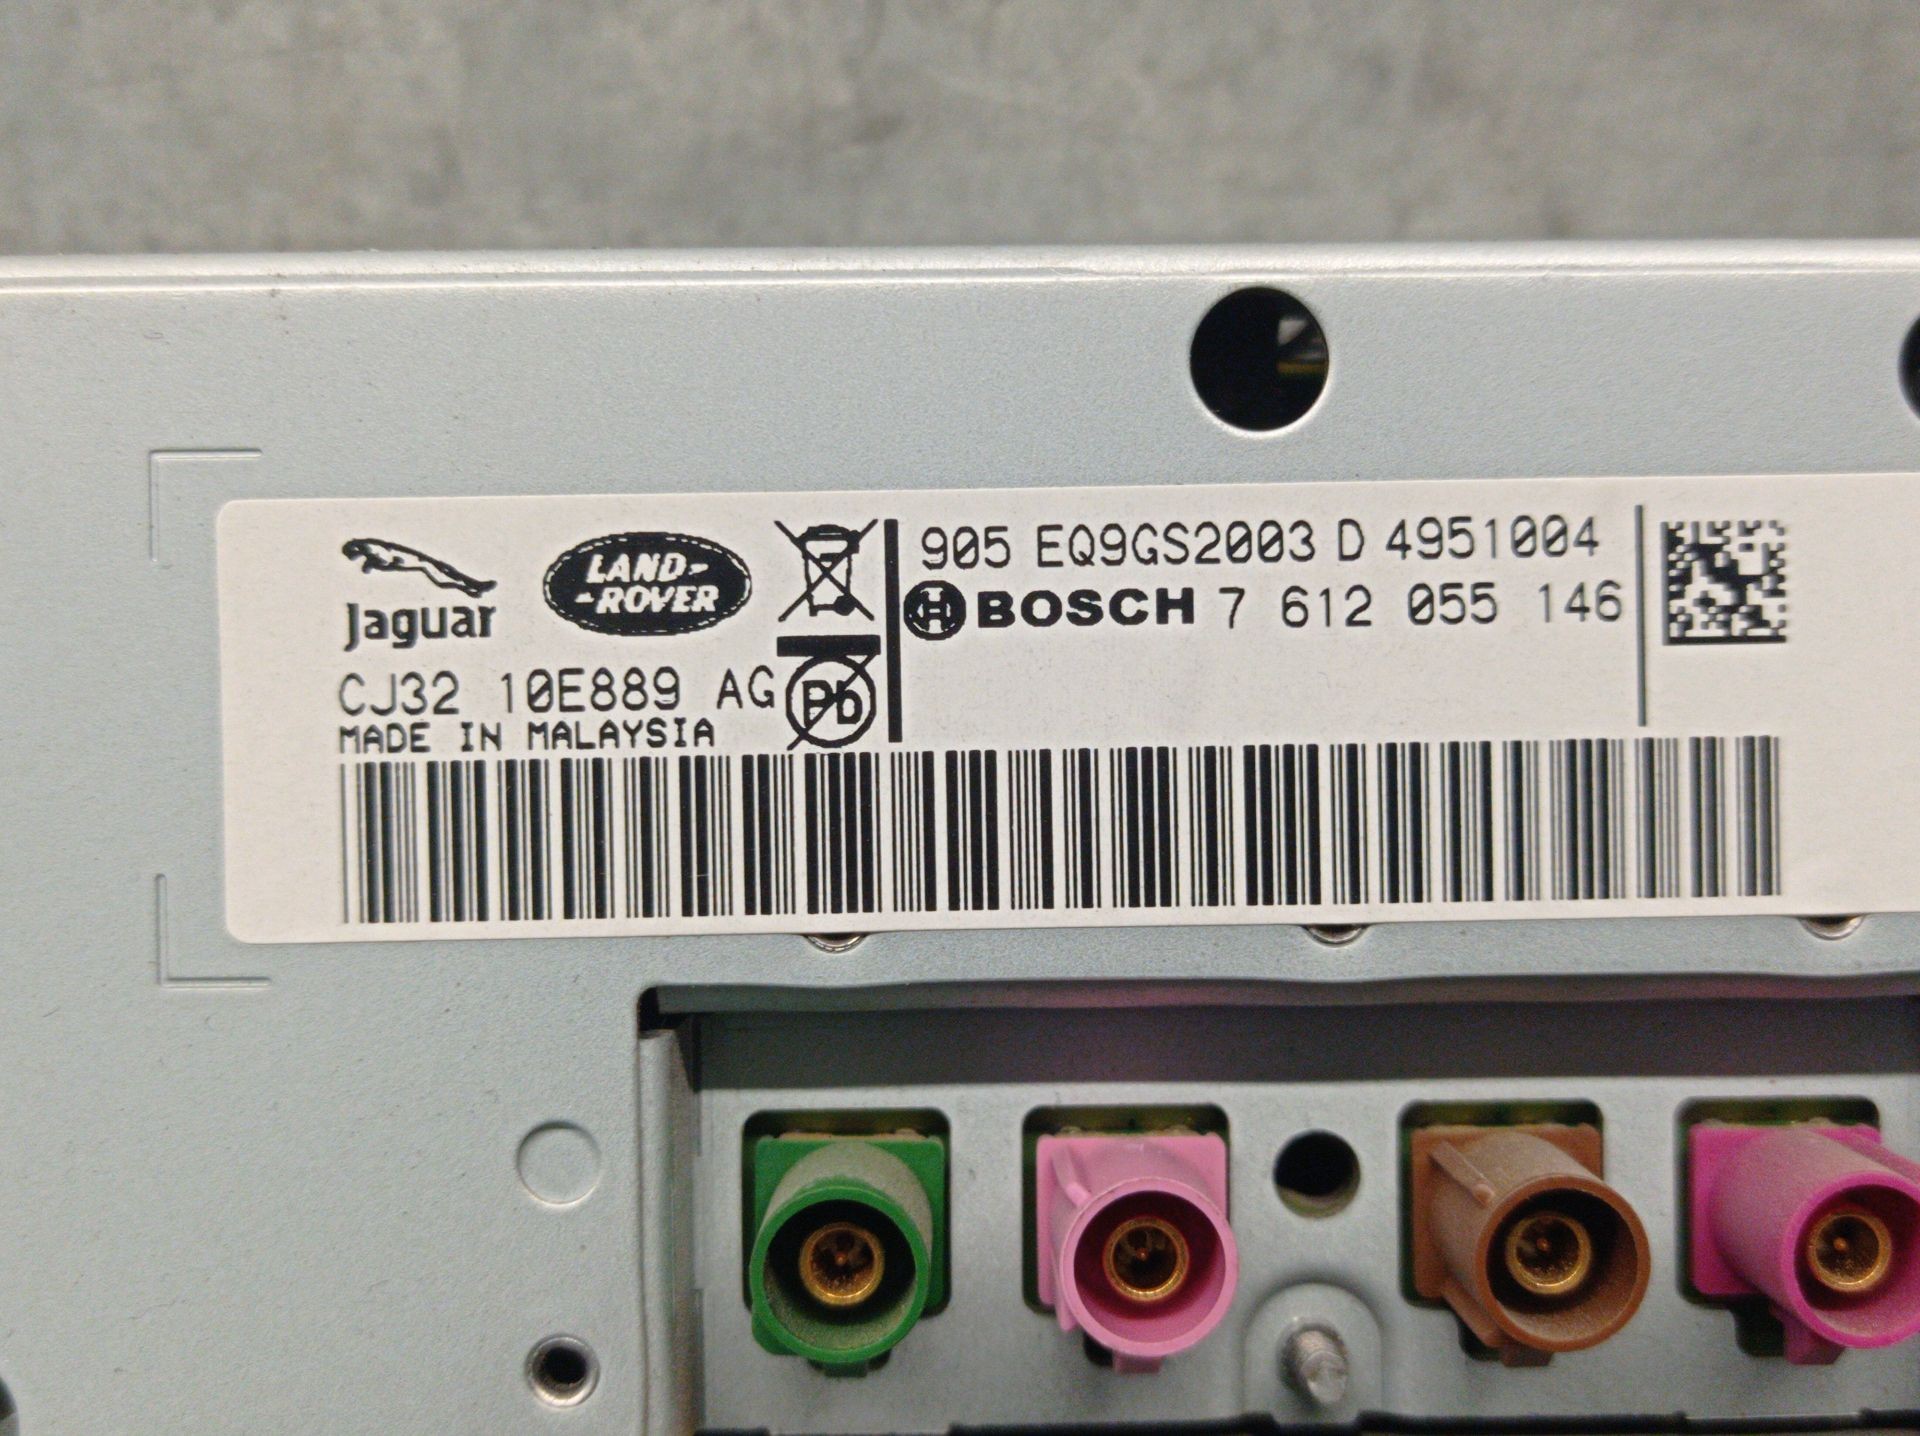 Jaguar
LAND-
-ROVER
CJ32 10E889 AG
MADE IN MALAYSIA
Pb
905 EQ9GS2003 D 4951004
BOSCH 7 612 055 146